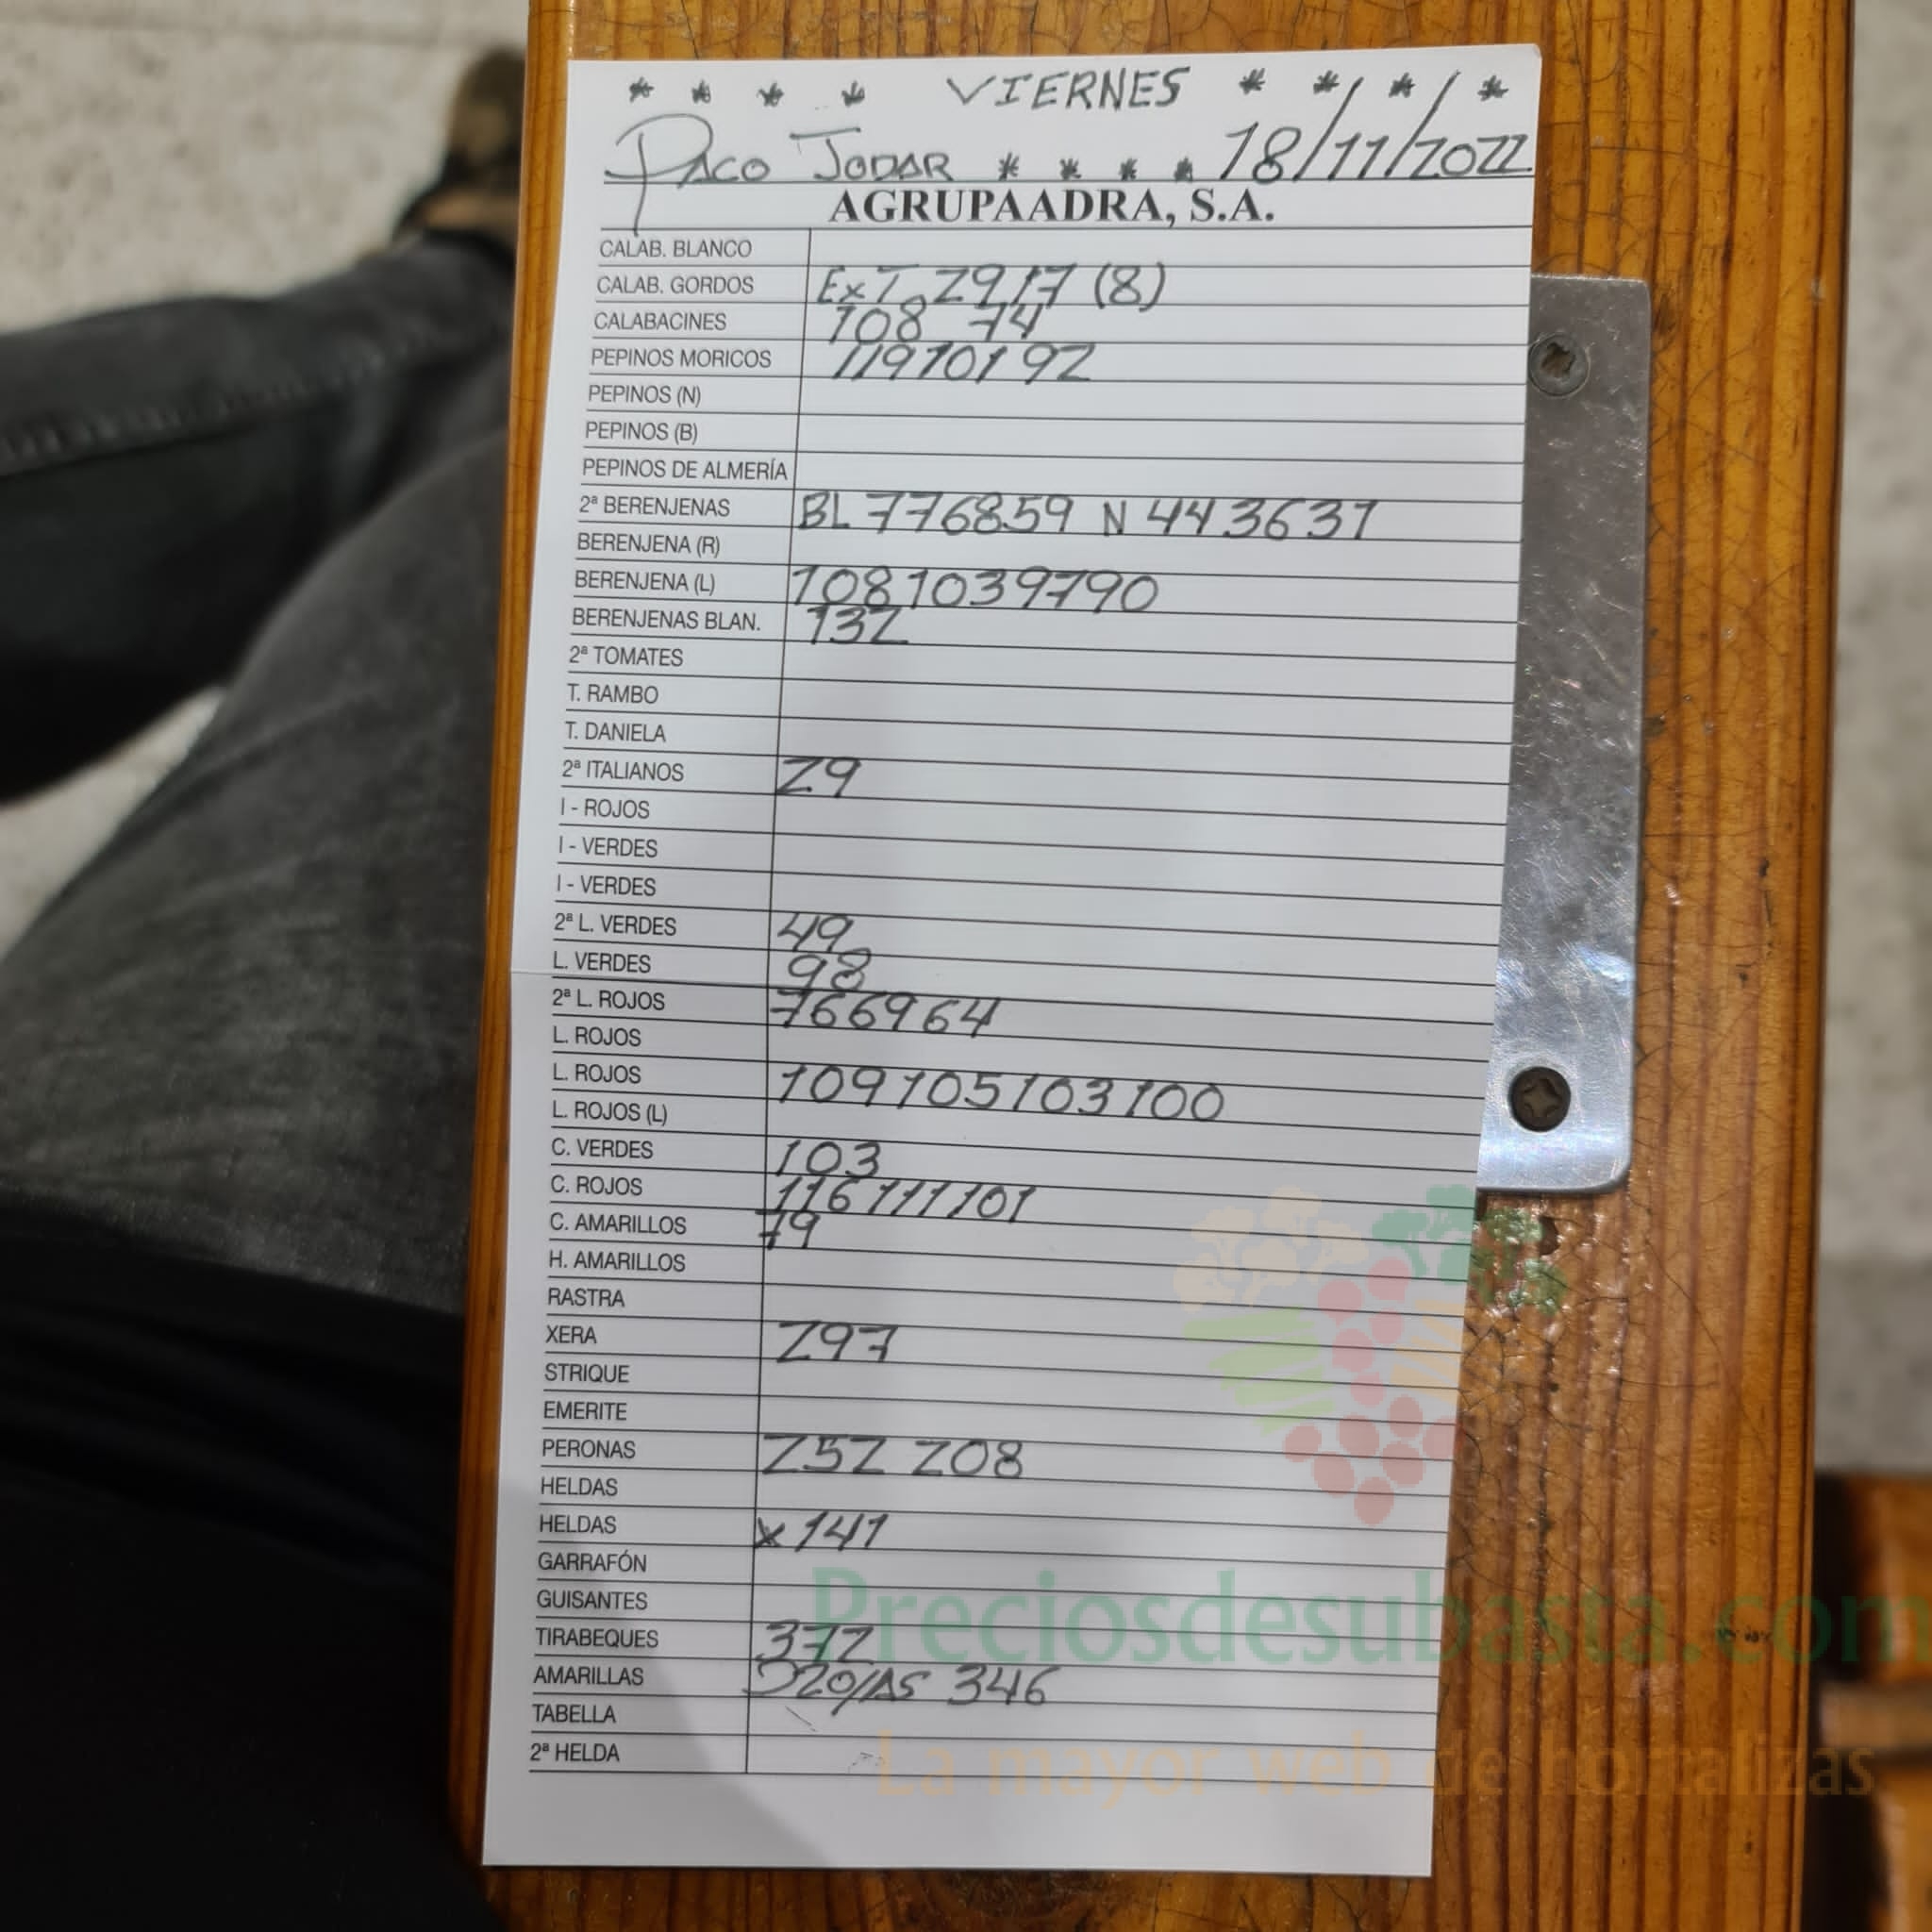 * * * * VIERNES * * * *
PACO JODAR * * * * 18/11/2022
AGRUPAADRA, S.A.
CALAB. BLANCO
CALAB. GORDOS EXT. 29/17 (8)
CALABACINES 108 74
PEPINOS MORICOS 119 101 92
PEPINOS (N)
PEPINOS (B)
PEPINOS DE ALMERÍA
2ª BERENJENAS BL 77 68 59 N 44 36 31
BERENJENA (R)
BERENJENA (L) 108 103 97 90
BERENJENAS BLAN. 132
2ª TOMATES
T. RAMBO
T. DANIELA
2ª ITALIANOS 29
I - ROJOS
I - VERDES
I - VERDES
2ª L. VERDES 49
L. VERDES 98
2ª L. ROJOS 76 69 64
L. ROJOS
L. ROJOS 109 105 103 100
L. ROJOS (L)
C. VERDES 103
C. ROJOS 116 111 101
C. AMARILLOS 79
H. AMARILLOS
RASTRA
XERA 297
STRIQUE
EMERITE
PERONAS 252 208
HELDAS
HELDAS x 141
GARRAFÓN
GUISANTES
TIRABEQUES 372
AMARILLAS 346
TABELLA
2ª HELDA
Preciosdesubasta.com
La mayor web de hortalizas